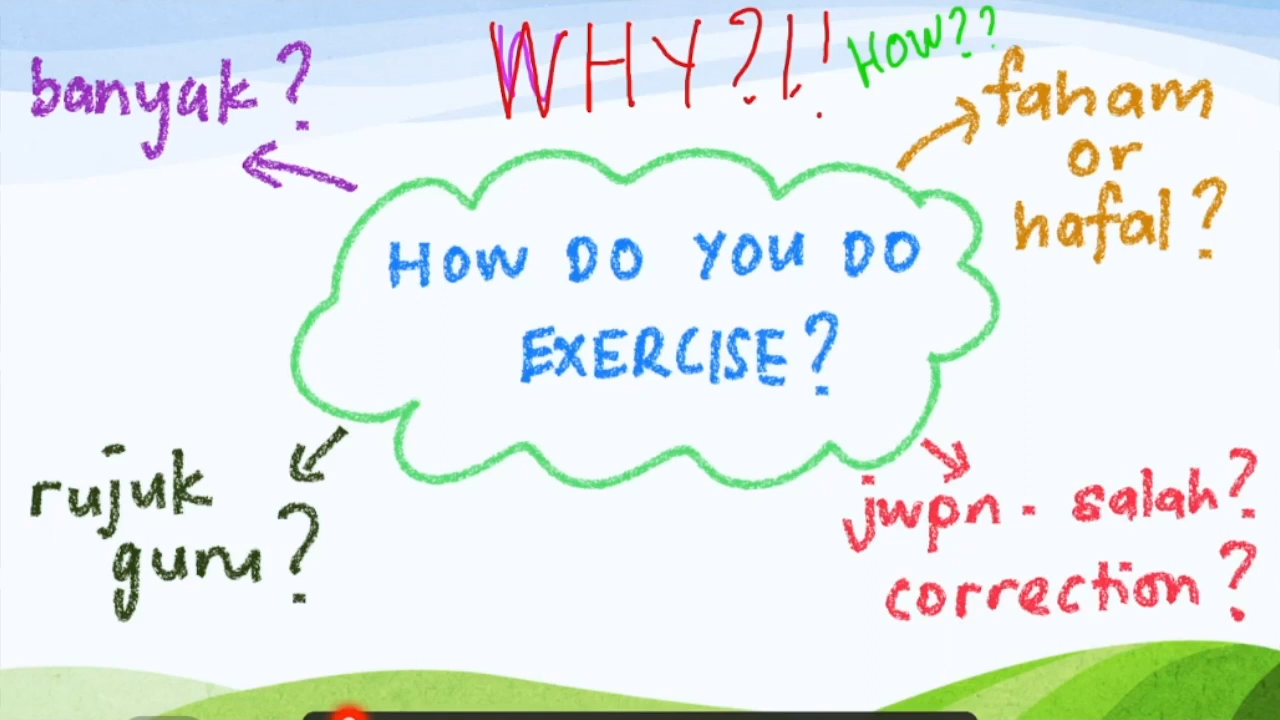 WHY?!!
How??
banyak?
faham
or
hafal?
HOW DO YOU DO
EXERCISE?
rujuk
guru?
jwpn. salah?
correction?